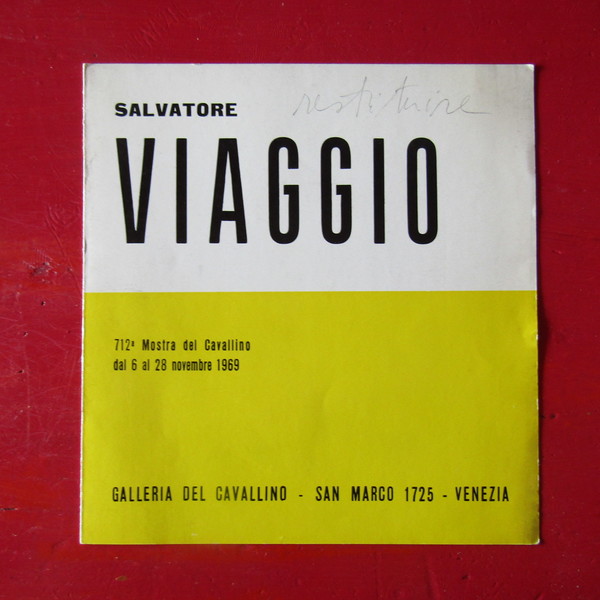 restituire
SALVATORE
VIAGGIO
712ª Mostra del Cavallino
dal 6 al 28 novembre 1969
GALLERIA DEL CAVALLINO - SAN MARCO 1725 - VENEZIA